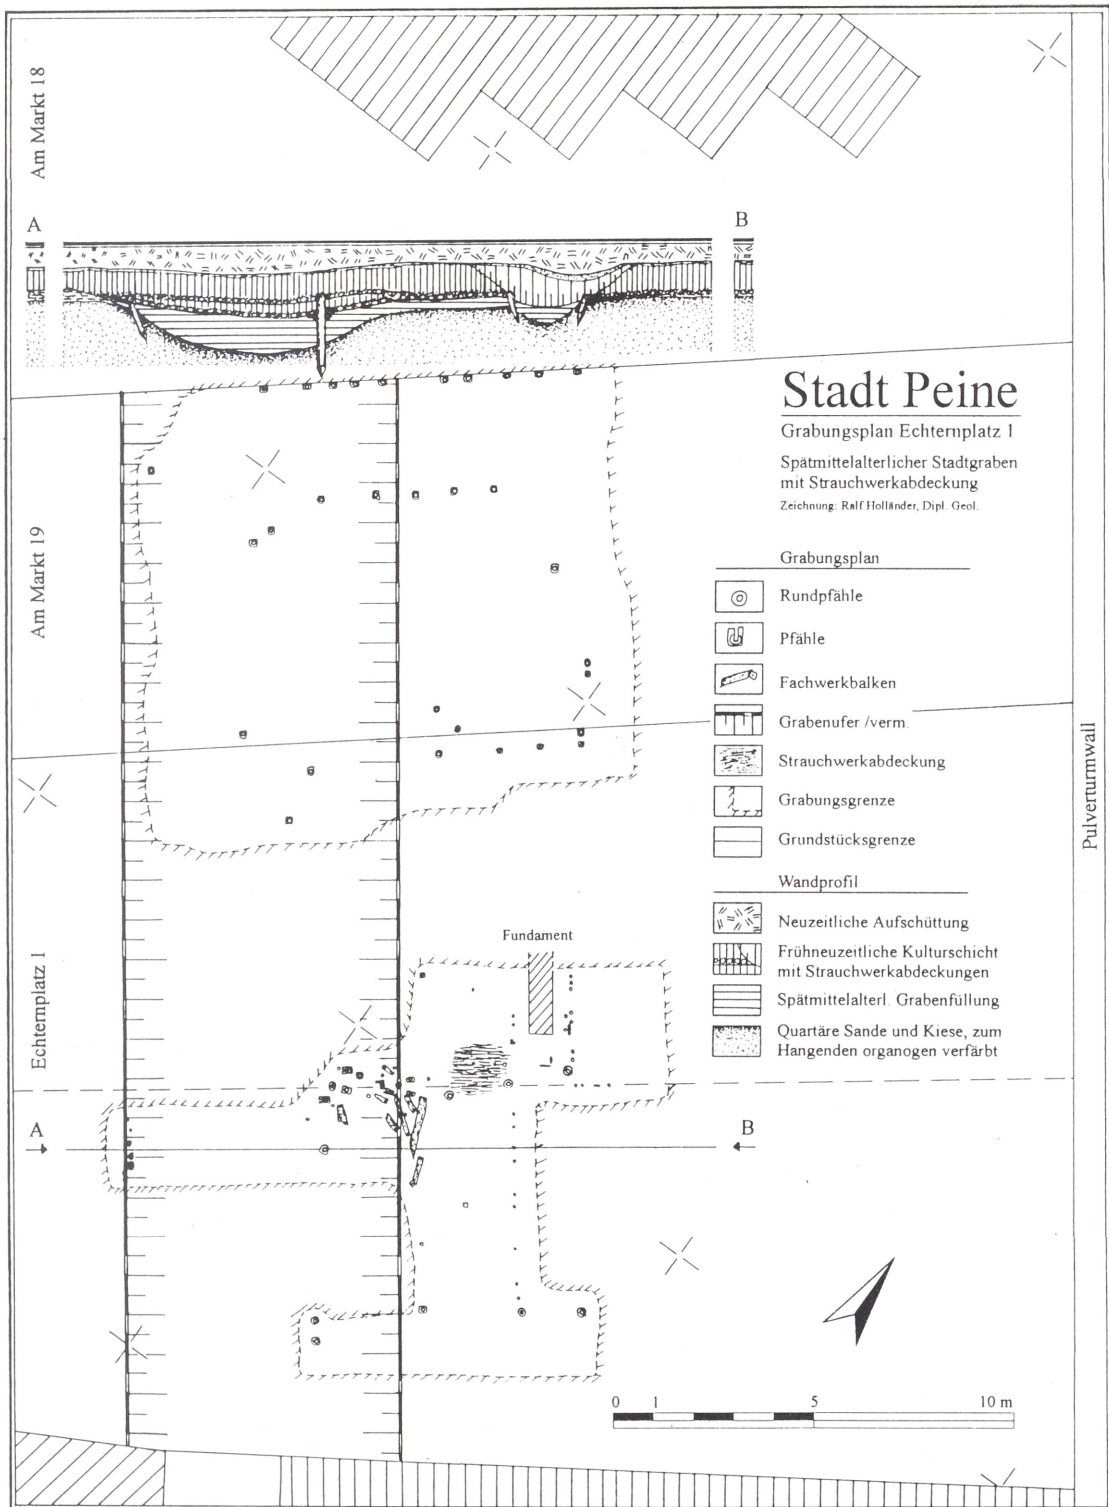 Am Markt 18
A
B
Stadt Peine
Grabungsplan Echternplatz 1
Spätmittelalterlicher Stadtgraben
mit Strauchwerkabdeckung
Zeichnung: Ralf Holländer, Dipl. Geol.
Am Markt 19
Grabungsplan
Rundpfähle
Pfähle
Fachwerkbalken
Grabenufer /verm.
Strauchwerkabdeckung
Grabungsgrenze
Grundstücksgrenze
Pulverturmwall
Wandprofil
Neuzeitliche Aufschüttung
Frühneuzeitliche Kulturschicht
mit Strauchwerkabdeckungen
Spätmittelalterl. Grabenfüllung
Quartäre Sande und Kiese, zum
Hangenden organogen verfärbt
Fundament
Echternplatz 1
A
B
0 1 5 10 m